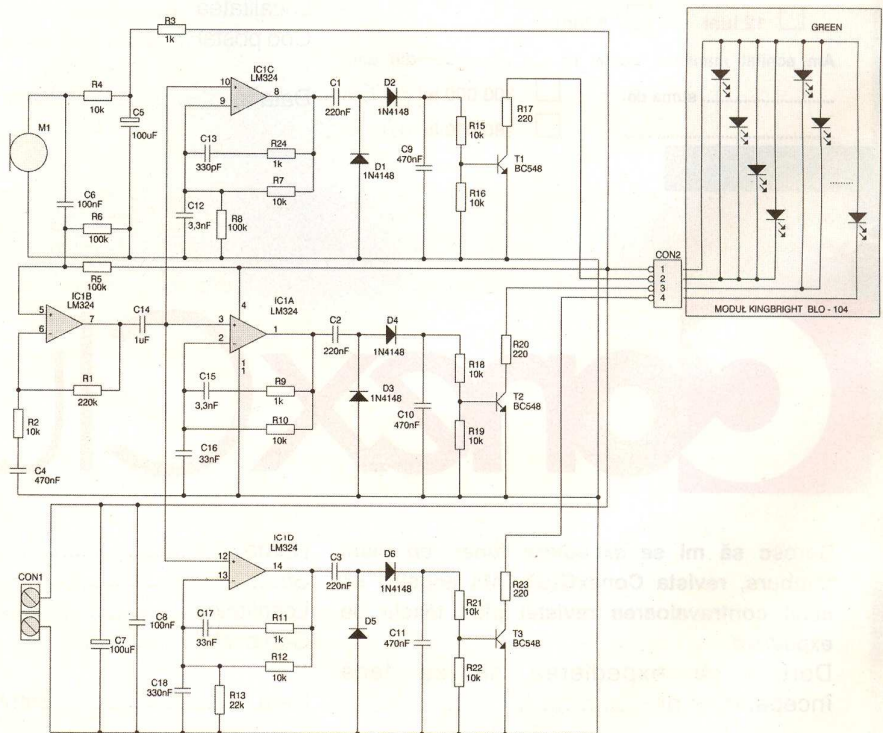 R3
1k
GREEN
R4
10k
M1
C5
100uF
C6
100nF
R6
100k
R5
100k
IC1C
LM324
10
9
8
C1
220nF
D2
1N4148
R17
220
C13
330pF
R24
1k
R7
10k
C12
3,3nF
R8
100k
D1
1N4148
C9
470nF
R15
10k
R16
10k
T1
BC548
CON2
1
2
3
4
MODUŁ KINGBRIGHT BLO - 104
IC1B
LM324
5
6
7
C14
1uF
R1
220k
R2
10k
C4
470nF
IC1A
LM324
4
3
2
1
1
1
C2
220nF
D4
1N4148
R20
220
C15
3,3nF
R9
1k
R10
10k
C16
33nF
D3
1N4148
C10
470nF
R18
10k
R19
10k
T2
BC548
CON1
C7
100uF
C8
100nF
IC1D
LM324
12
13
14
C3
220nF
D6
1N4148
R23
220
C17
33nF
R11
1k
R12
10k
C18
330nF
R13
22k
D5
C11
470nF
R21
10k
R22
10k
T3
BC548